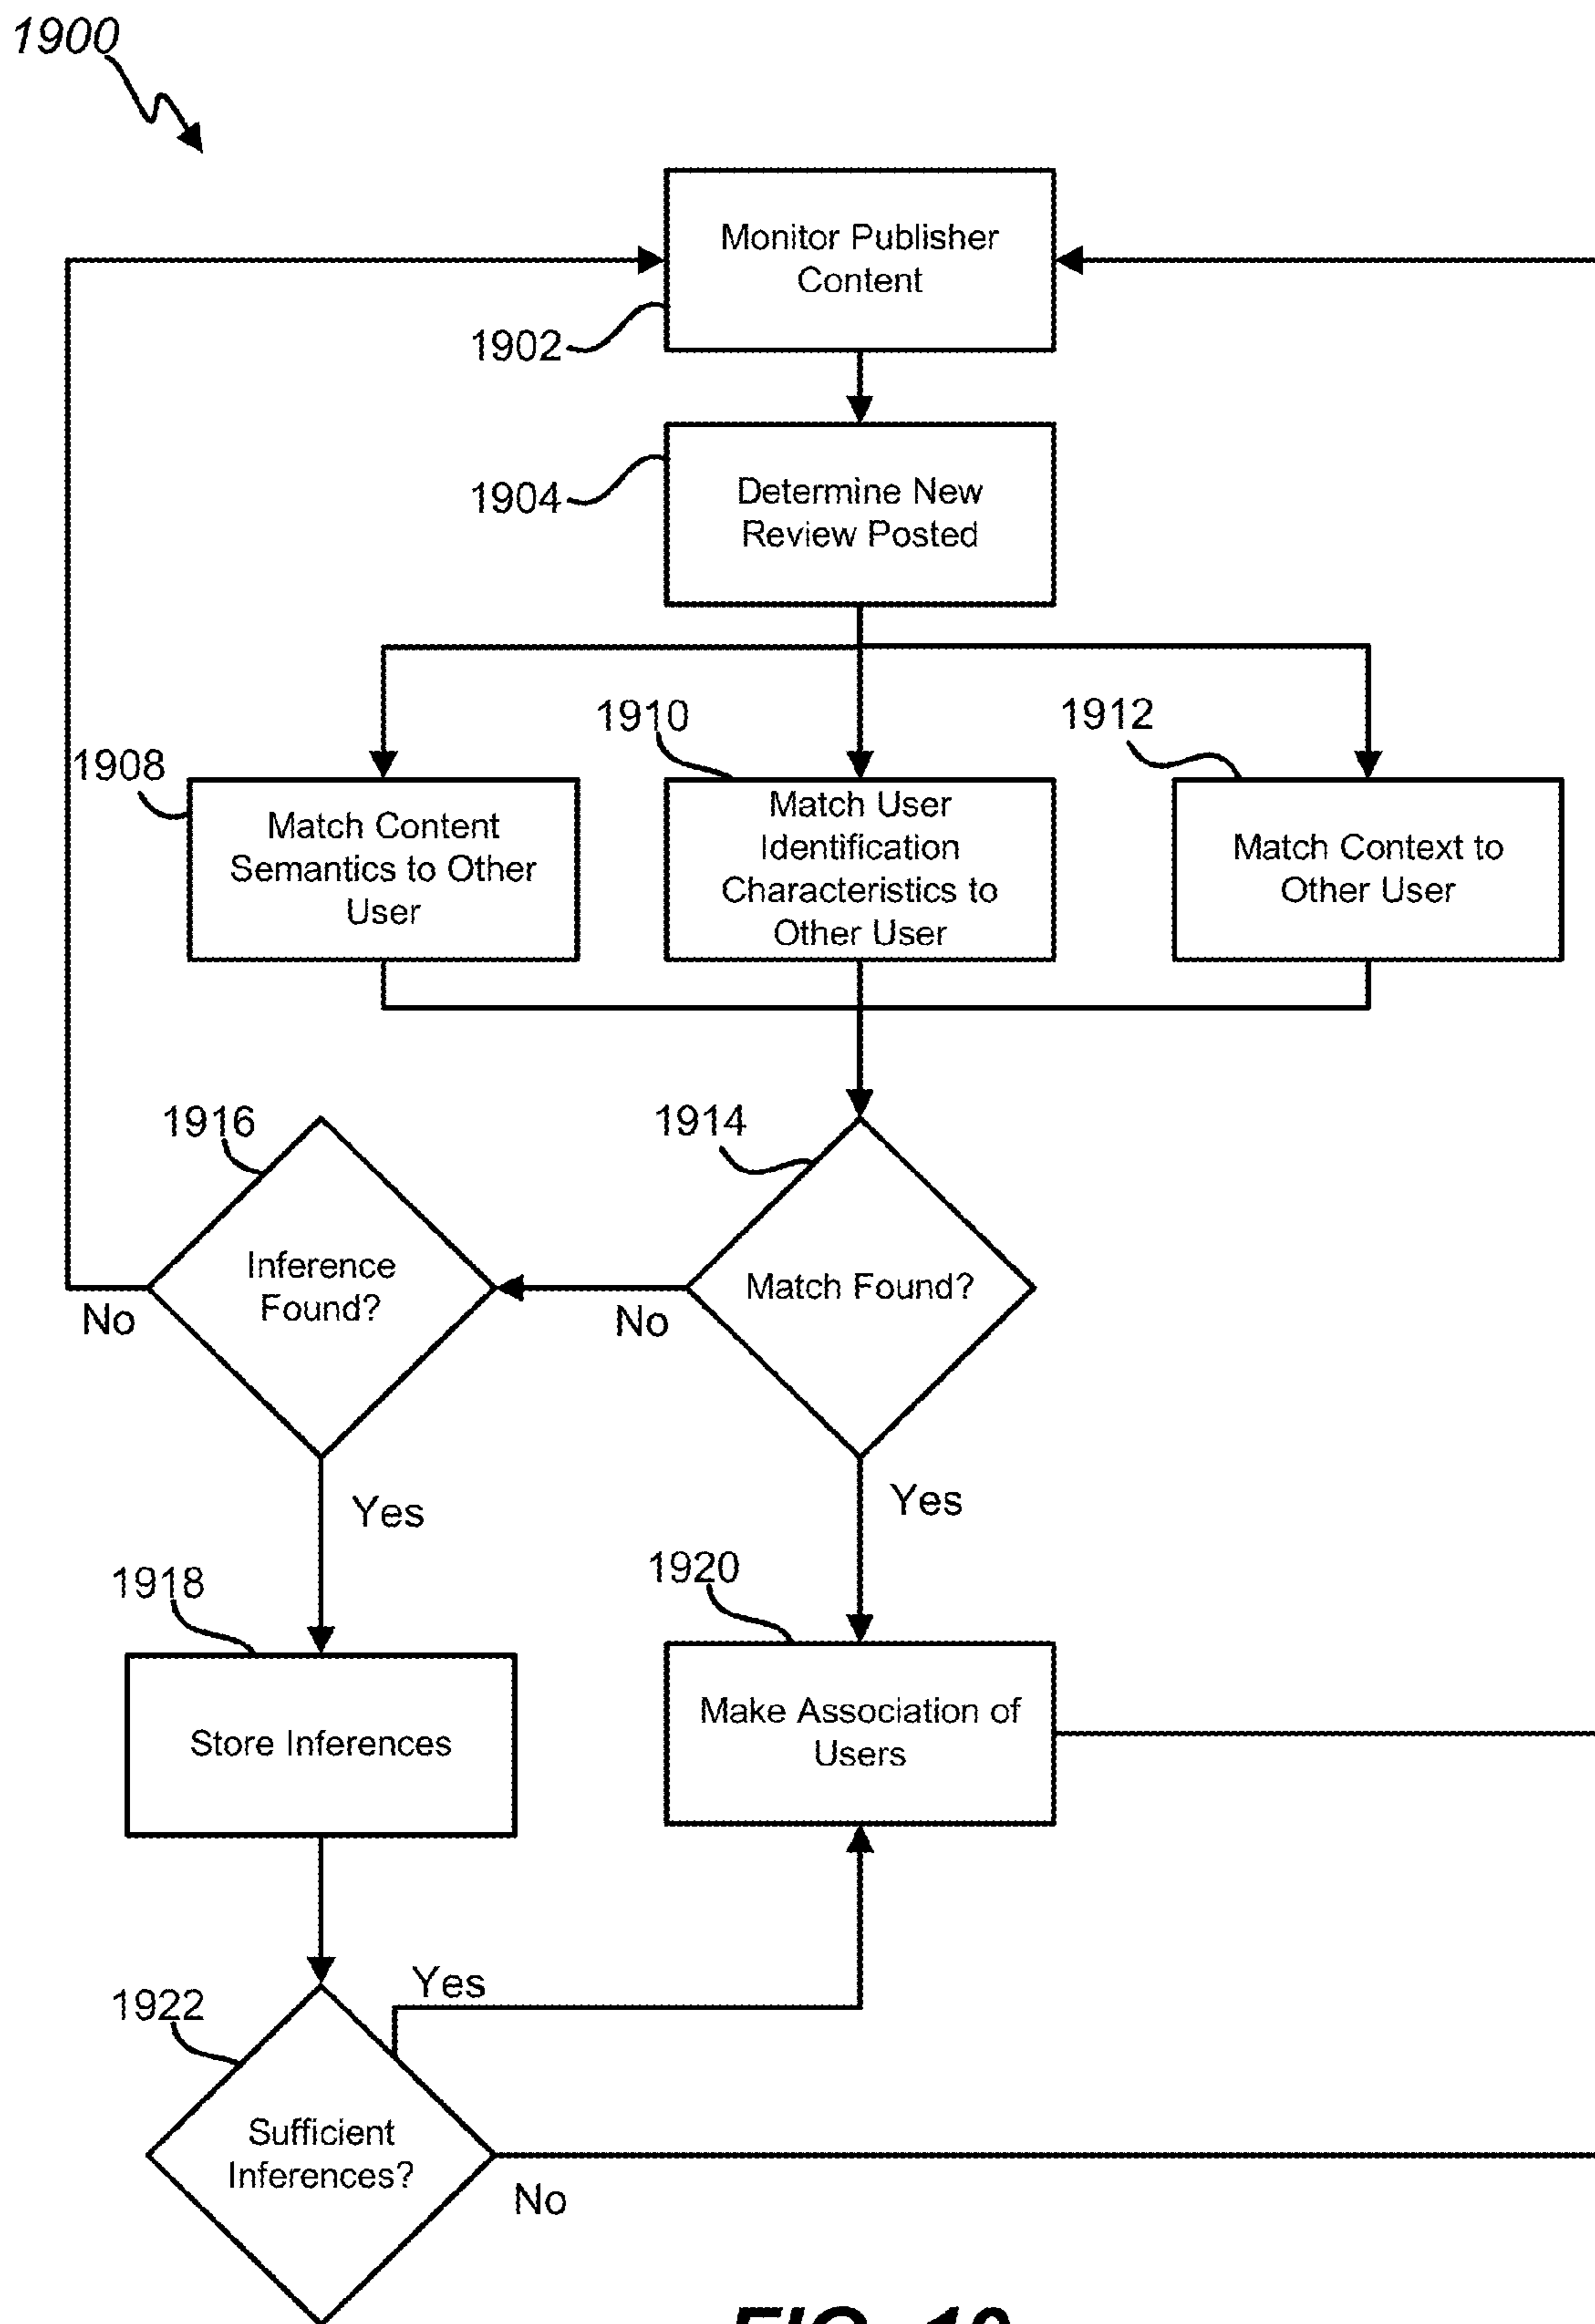 1900
Monitor Publisher
Content
1902
1904
Determine New
Review Posted
1908
1910
1912
Match Content
Semantics to Other
User
Match User
Identification
Characteristics to
Other User
Match Context to
Other User
1916
1914
Inference
Found?
Match Found?
No
No
Yes
Yes
1918
1920
Store Inferences
Make Association of
Users
1922
Yes
Sufficient
Inferences?
No